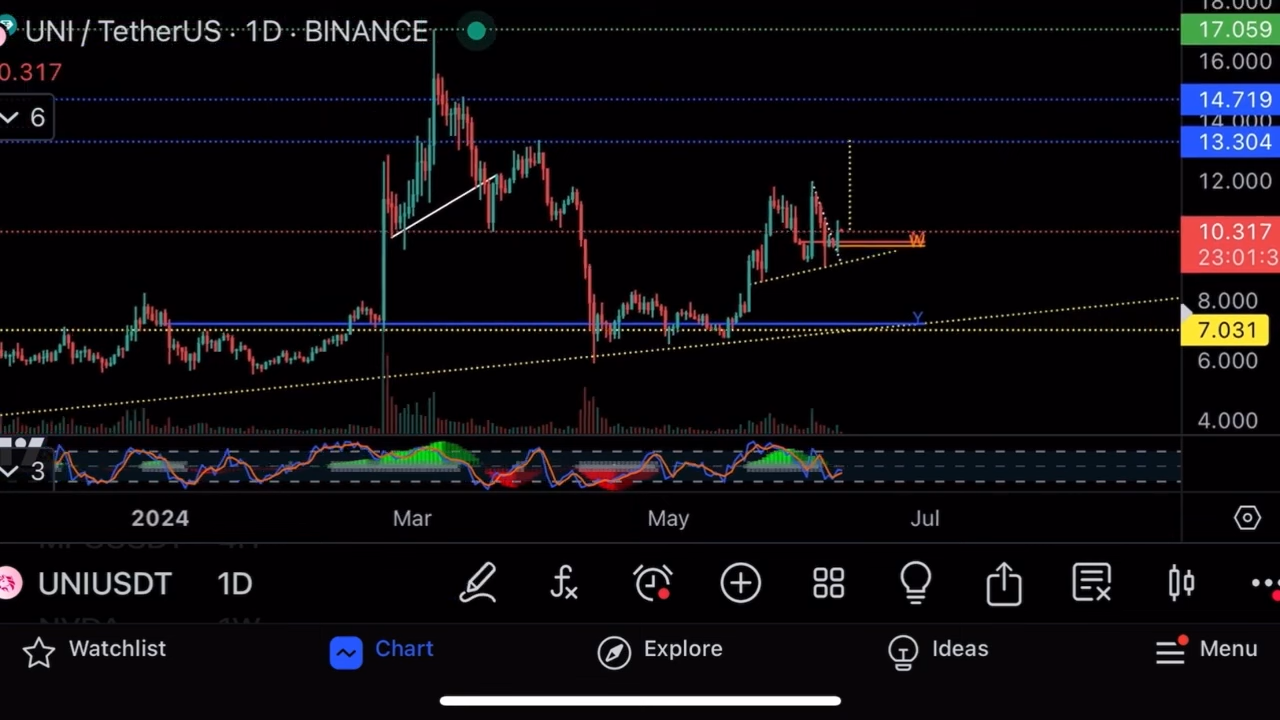 18.000
UNI / TetherUS · 1D · BINANCE
17.059
0.317
16.000
14.719
6
14.000
13.304
12.000
10.317
W
23:01:3
8.000
Y
7.031
6.000
4.000
3
2024 Mar May Jul
UNIUSDT 1D
Watchlist Chart Explore Ideas Menu